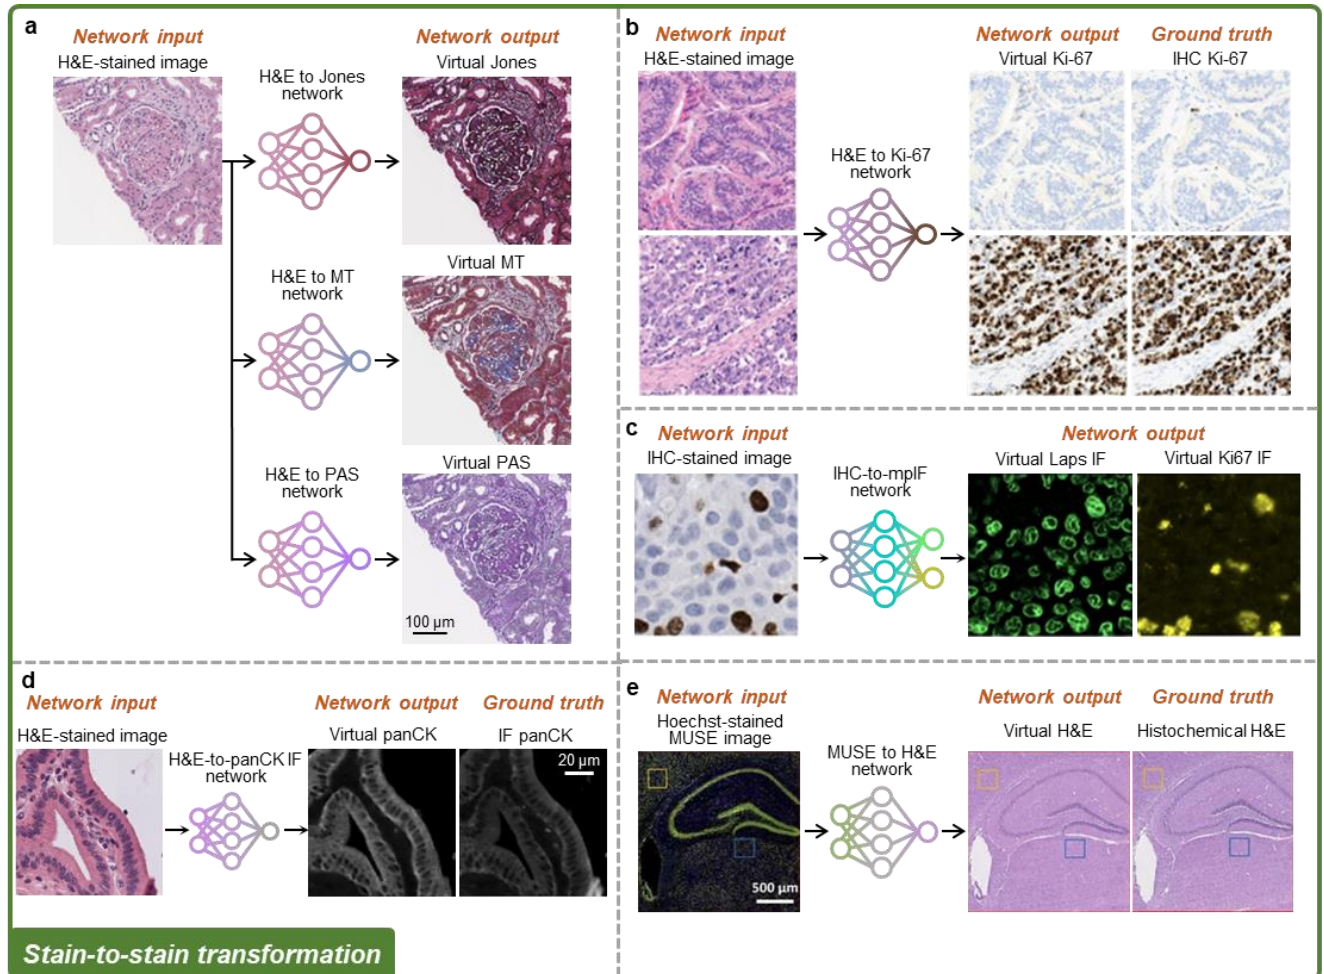 a
Network input
H&E-stained image
H&E to Jones
network
Network output
Virtual Jones
H&E to MT
network
Virtual MT
H&E to PAS
network
Virtual PAS
100 µm
b
Network input
H&E-stained image
H&E to Ki-67
network
Network output
Virtual Ki-67
Ground truth
IHC Ki-67
c
Network input
IHC-stained image
IHC-to-mpIF
network
Network output
Virtual Laps IF
Virtual Ki67 IF
d
Network input
H&E-stained image
H&E-to-panCK IF
network
Network output
Virtual panCK
Ground truth
IF panCK
20 µm
e
Network input
Hoechst-stained
MUSE image
500 µm
MUSE to H&E
network
Network output
Virtual H&E
Ground truth
Histochemical H&E
Stain-to-stain transformation